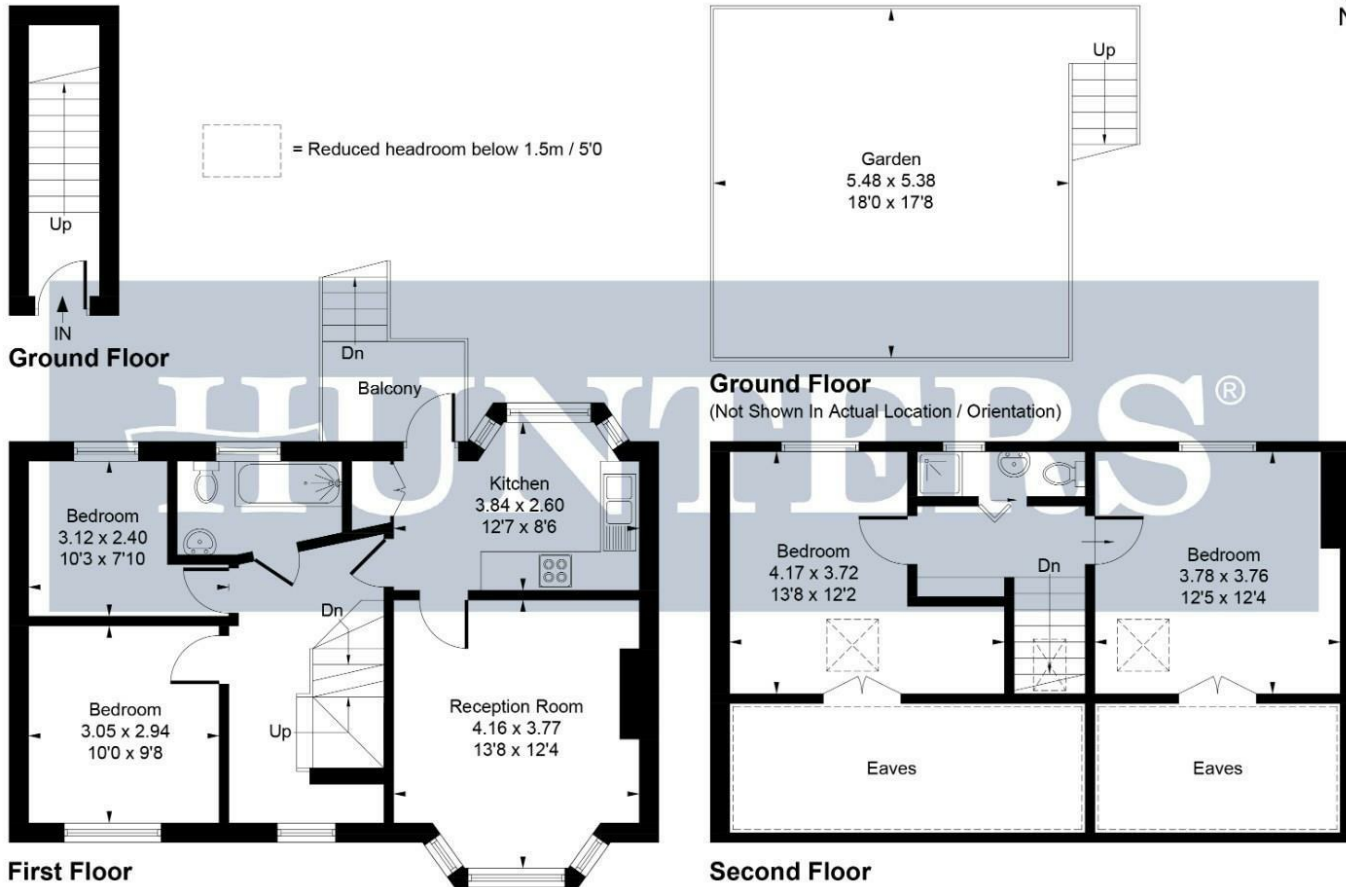 N
Up
IN
Ground Floor
= Reduced headroom below 1.5m / 5'0
Up
Garden
5.48 x 5.38
18'0 x 17'8
Ground Floor
(Not Shown In Actual Location / Orientation)
HUNTERS®
Dn
Balcony
Bedroom
3.12 x 2.40
10'3 x 7'10
Kitchen
3.84 x 2.60
12'7 x 8'6
Dn
Up
Bedroom
3.05 x 2.94
10'0 x 9'8
Reception Room
4.16 x 3.77
13'8 x 12'4
First Floor
Bedroom
4.17 x 3.72
13'8 x 12'2
Dn
Bedroom
3.78 x 3.76
12'5 x 12'4
Eaves
Eaves
Second Floor